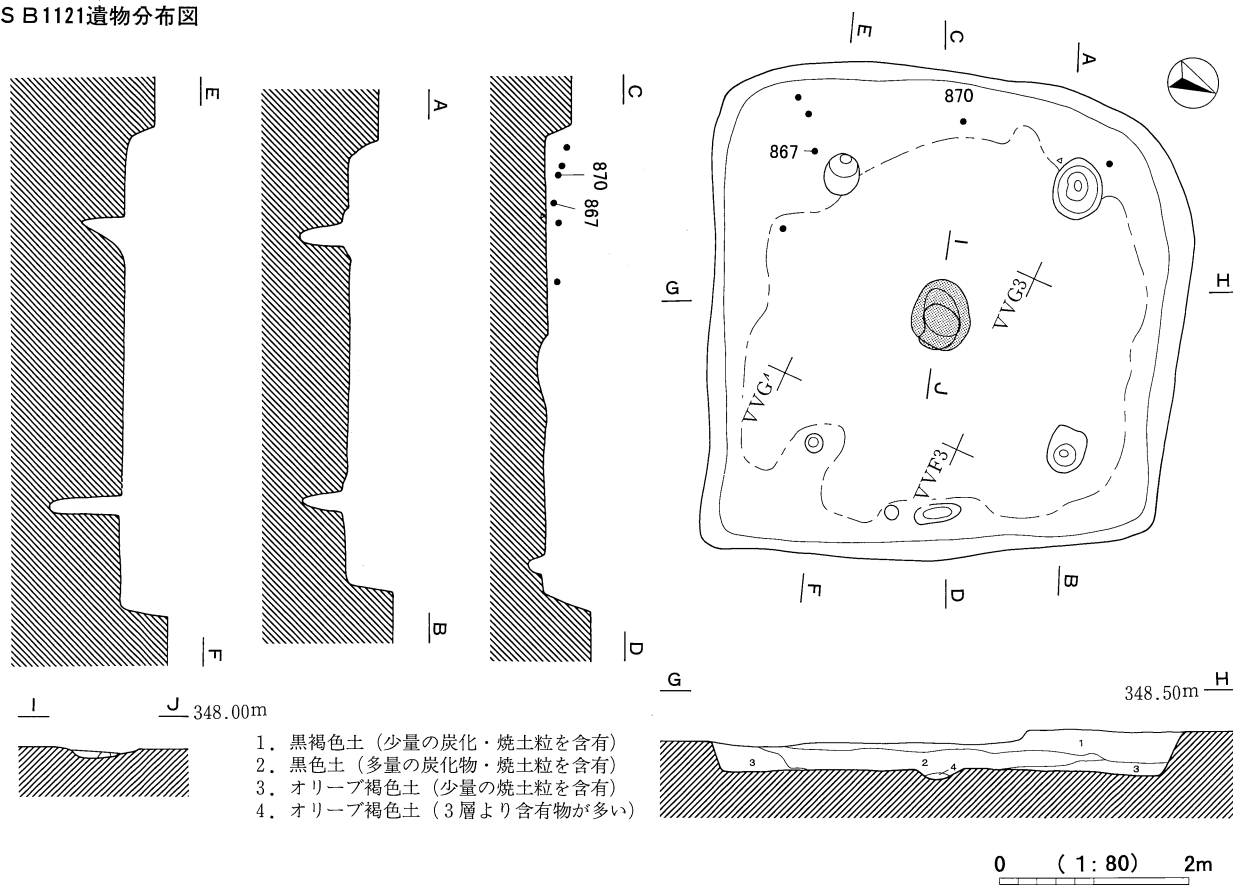 SB1121遺物分布図
E
A
C
870
867
F
B
D
E
C
A
870
867
I
G
H
VVG3
J
VVG4
VVF3
F
D
B
I
J 348.00m
1. 黒褐色土（少量の炭化・焼土粒を含有）
2. 黒色土（多量の炭化物・焼土粒を含有）
3. オリーブ褐色土（少量の焼土粒を含有）
4. オリーブ褐色土（3層より含有物が多い）
G
348.50m H
1
2
4
3
3
0 (1:80) 2m